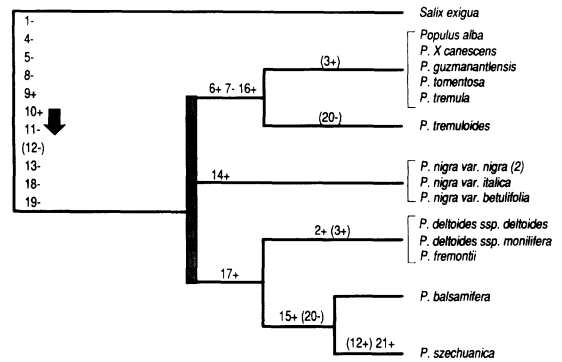 Salix exigua
1-
4-
5-
8-
9+
10+
11-
(12-)
13-
18-
19-
Populus alba
P. X canescens
P. guzmanantlensis
P. tomentosa
P. tremula
(3+)
6+ 7- 16+
(20-)
P. tremuloides
14+
P. nigra var. nigra (2)
P. nigra var. italica
P. nigra var. betulifolia
2+ (3+)
P. deltoides ssp. deltoides
P. deltoides ssp. monilifera
P. fremontii
17+
15+ (20-)
P. balsamifera
(12+) 21+
P. szechuanica